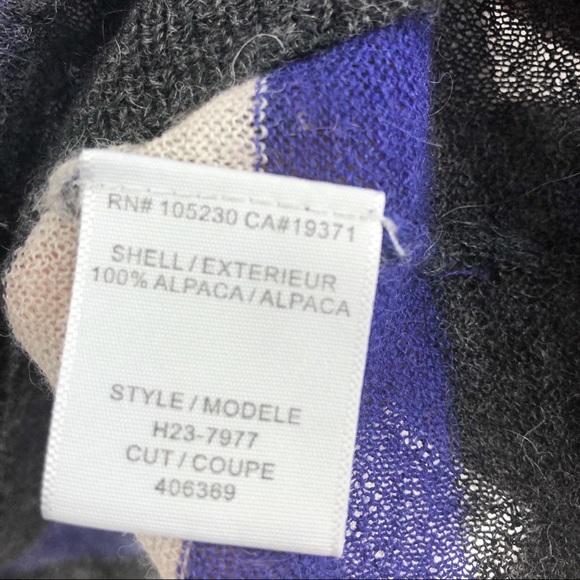 RN# 105230 CA#19371
SHELL/EXTERIEUR
100% ALPACA/ALPACA
STYLE/MODELE
H23-7977
CUT/COUPE
406369